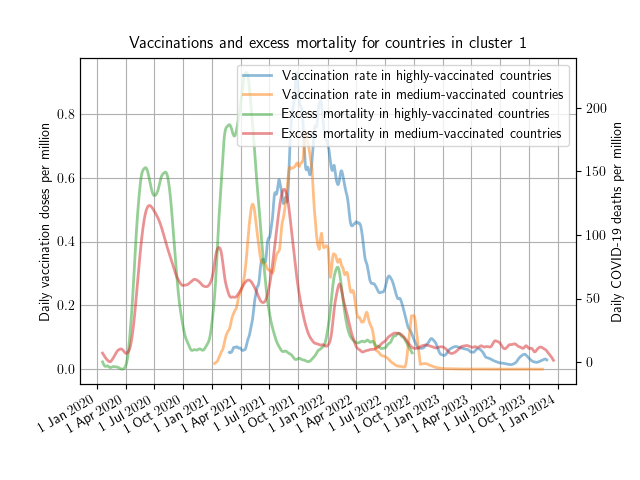 Vaccinations and excess mortality for countries in cluster 1
Vaccination rate in highly-vaccinated countries
Vaccination rate in medium-vaccinated countries
Excess mortality in highly-vaccinated countries
Excess mortality in medium-vaccinated countries
Daily vaccination doses per million
0.8
0.6
0.4
0.2
0.0
200
150
100
50
0
Daily COVID-19 deaths per million
1 Jan 2020
1 Apr 2020
1 Jul 2020
1 Oct 2020
1 Jan 2021
1 Apr 2021
1 Jul 2021
1 Oct 2021
1 Jan 2022
1 Apr 2022
1 Jul 2022
1 Oct 2022
1 Jan 2023
1 Apr 2023
1 Jul 2023
1 Oct 2023
1 Jan 2024